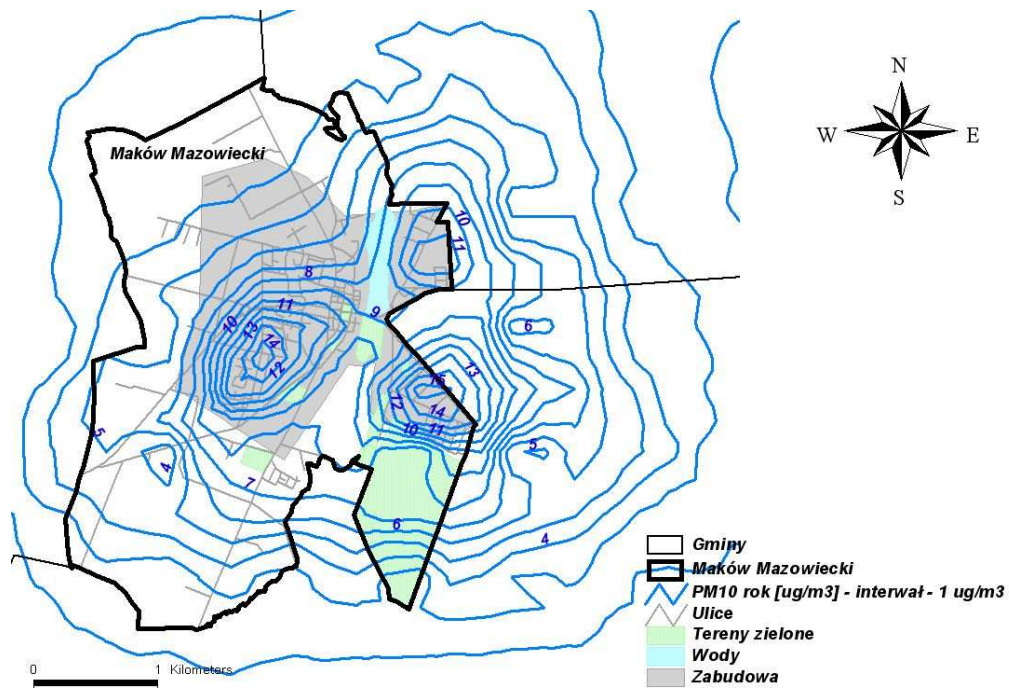 N
W E
S
Maków Mazowiecki
10
11
8
9
11
10
13
14
12
6
13
15
12
14
10 11
5
5
4
7
6
4
Gminy
Maków Mazowiecki
PM10 rok [ug/m3] - interwał - 1 ug/m3
Ulice
Tereny zielone
Wody
Zabudowa
0 1 Kilometers